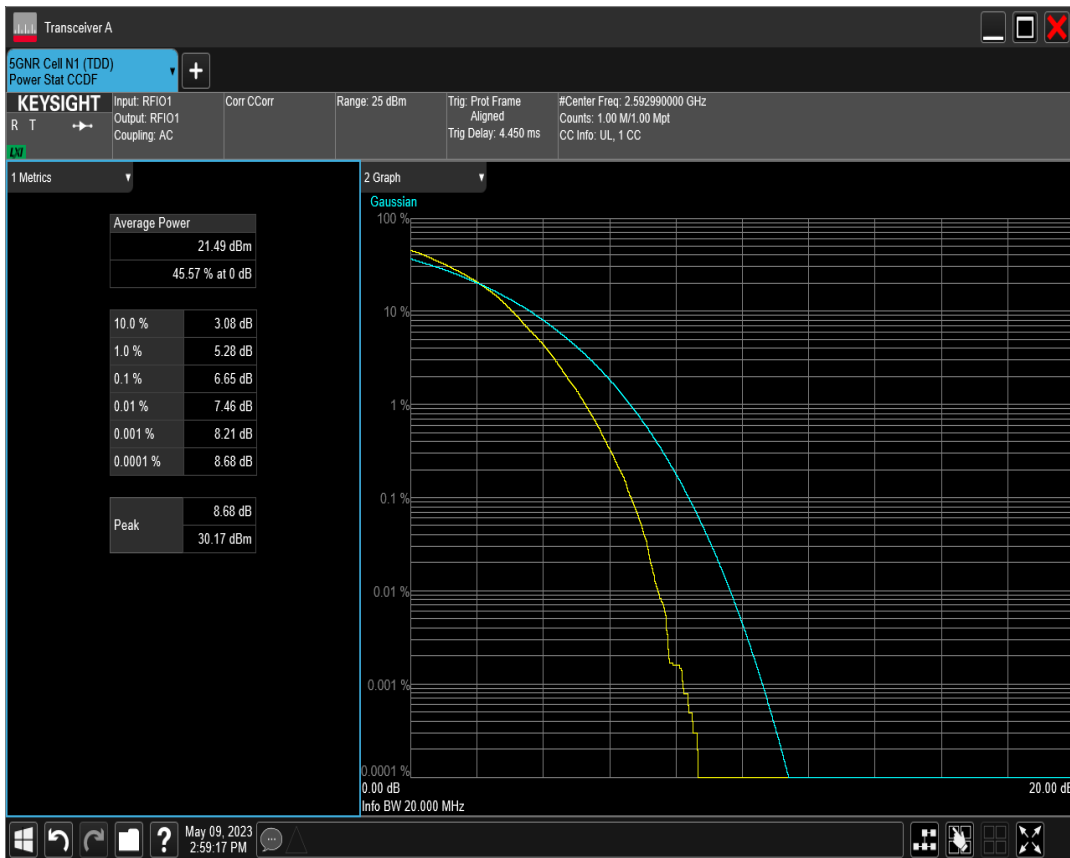 Transceiver A
5GNR Cell N1 (TDD)
Power Stat CCDF
KEYSIGHT
R T
LXI
Input: RFIO1
Output: RFIO1
Coupling: AC
Corr CCorr
Range: 25 dBm
Trig: Prot Frame
Aligned
Trig Delay: 4.450 ms
#Center Freq: 2.592990000 GHz
Counts: 1.00 M/1.00 Mpt
CC Info: UL, 1 CC
1 Metrics
Average Power
21.49 dBm
45.57 % at 0 dB
10.0 % 3.08 dB
1.0 % 5.28 dB
0.1 % 6.65 dB
0.01 % 7.46 dB
0.001 % 8.21 dB
0.0001 % 8.68 dB
Peak 8.68 dB
30.17 dBm
2 Graph
Gaussian
100 %
10 %
1 %
0.1 %
0.01 %
0.001 %
0.0001 %
0.00 dB 20.00 dB
Info BW 20.000 MHz
?
May 09, 2023
2:59:17 PM